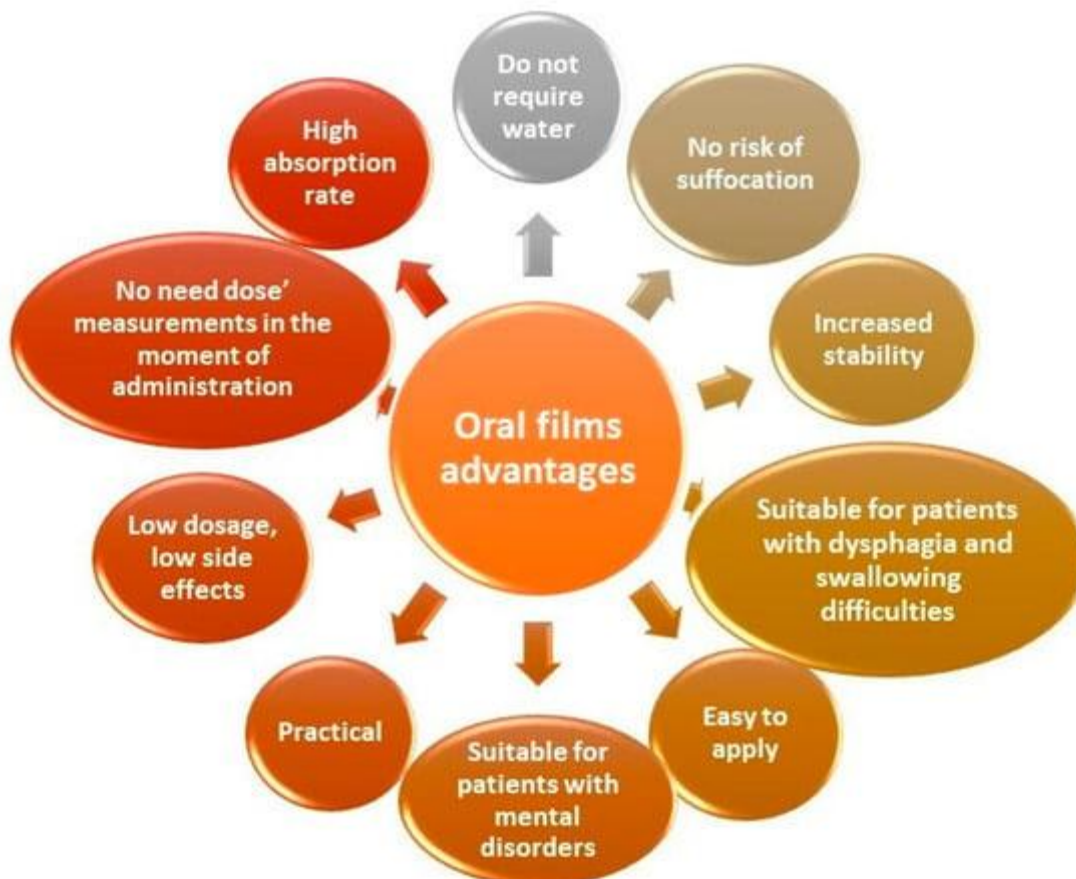 Oral films
advantages
Do not
require
water
No risk of
suffocation
Increased
stability
Suitable for patients
with dysphagia and
swallowing
difficulties
Easy to
apply
Suitable for
patients with
mental
disorders
Practical
Low dosage,
low side
effects
No need dose’
measurements in the
moment of
administration
High
absorption
rate